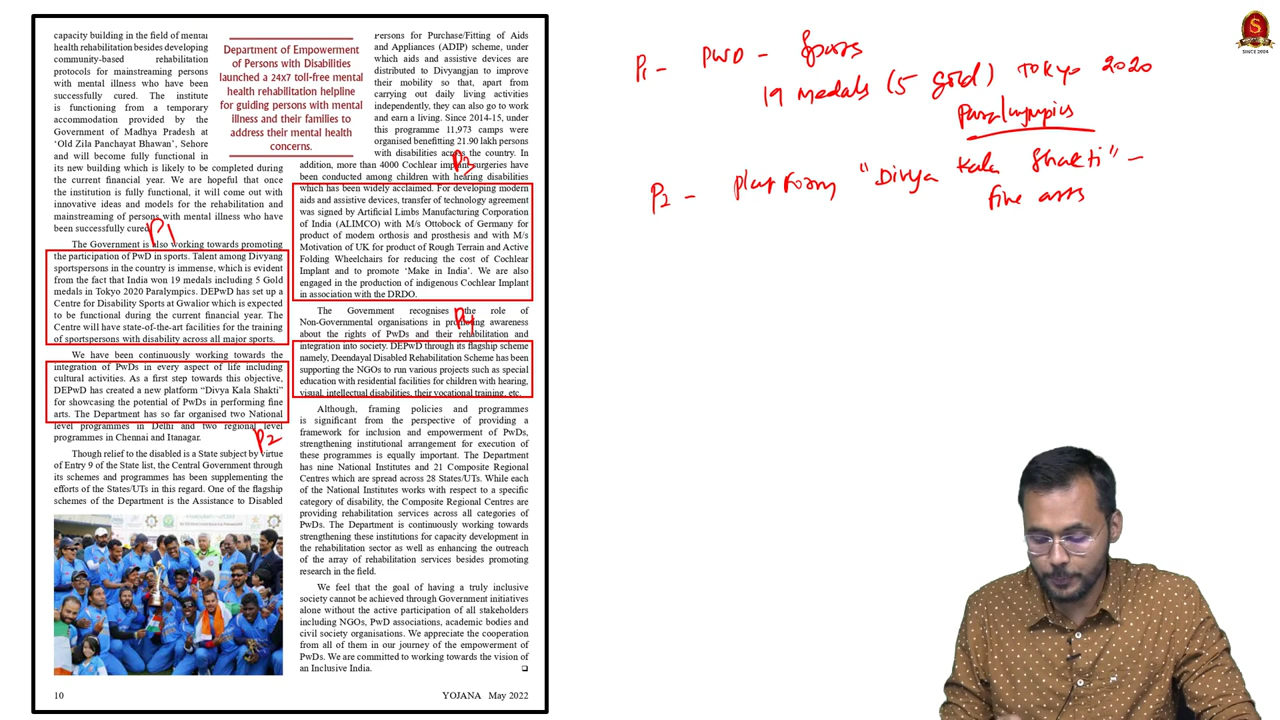 capacity building in the field of mental
health rehabilitation besides developing
community-based rehabilitation
protocols for mainstreaming persons
with mental illness who have been
successfully cured. The institute
is functioning from a temporary
accommodation provided by the
Government of Madhya Pradesh at
‘Old Zila Panchayat Bhawan’, Sehore
and will become fully functional in
its new building which is likely to be completed during
the current financial year. We are hopeful that once
the institution is fully functional, it will come out with
innovative ideas and models for the rehabilitation and
mainstreaming of persons with mental illness who have
been successfully cured.
P1
The Government is also working towards promoting
the participation of PwD in sports. Talent among Divyang
sportspersons in the country is immense, which is evident
from the fact that India won 19 medals including 5 Gold
medals in Tokyo 2020 Paralympics. DEPwD has set up a
Centre for Disability Sports at Gwalior which is expected
to be functional during the current financial year. The
Centre will have state-of-the-art facilities for the training
of sportspersons with disability across all major sports.
We have been continuously working towards the
integration of PwDs in every aspect of life including
cultural activities. As a first step towards this objective,
DEPwD has created a new platform “Divya Kala Shakti”
for showcasing the potential of PwDs in performing fine
arts. The Department has so far organised two National
level programmes in Delhi and two regional level
programmes in Chennai and Itanagar.
P2
Though relief to the disabled is a State subject by virtue
of Entry 9 of the State list, the Central Government through
its schemes and programmes has been supplementing the
efforts of the States/UTs in this regard. One of the flagship
schemes of the Department is the Assistance to Disabled
Department of Empowerment
of Persons with Disabilities
launched a 24x7 toll-free mental
health rehabilitation helpline
for guiding persons with mental
illness and their families to
address their mental health
concerns.
Persons for Purchase/Fitting of Aids
and Appliances (ADIP) scheme, under
which aids and assistive devices are
distributed to Divyangjan to improve
their mobility so that, apart from
carrying out daily living activities
independently, they can also go to work
and earn a living. Since 2014-15, under
this programme 11,973 camps were
organised benefitting 21.90 lakh persons
with disabilities across the country. In
addition, more than 4000 Cochlear implant surgeries have
been conducted among children with hearing disabilities
P3
which has been widely acclaimed. For developing modern
aids and assistive devices, transfer of technology agreement
was signed by Artificial Limbs Manufacturing Corporation
of India (ALIMCO) with M/s Ottobock of Germany for
product of modern orthosis and prosthesis and with M/s
Motivation of UK for product of Rough Terrain and Active
Folding Wheelchairs for reducing the cost of Cochlear
Implant and to promote ‘Make in India’. We are also
engaged in the production of indigenous Cochlear Implant
in association with the DRDO.
The Government recognises the role of
Non-Governmental organisations in promoting awareness
about the rights of PwDs and their rehabilitation and
P4
integration into society. DEPwD through its flagship scheme
namely, Deendayal Disabled Rehabilitation Scheme has been
supporting the NGOs to run various projects such as special
education with residential facilities for children with hearing,
visual, intellectual disabilities, their vocational training, etc.
Although, framing policies and programmes
is significant from the perspective of providing a
framework for inclusion and empowerment of PwDs,
strengthening institutional arrangement for execution of
these programmes is equally important. The Department
has nine National Institutes and 21 Composite Regional
Centres which are spread across 28 States/UTs. While each
of the National Institutes works with respect to a specific
category of disability, the Composite Regional Centres are
providing rehabilitation services across all categories of
PwDs. The Department is continuously working towards
strengthening these institutions for capacity development in
the rehabilitation sector as well as enhancing the outreach
of the array of rehabilitation services besides promoting
research in the field.
We feel that the goal of having a truly inclusive
society cannot be achieved through Government initiatives
alone without the active participation of all stakeholders
including NGOs, PwD associations, academic bodies and
civil society organisations. We appreciate the cooperation
from all of them in our journey of the empowerment of
PwDs. We are committed to working towards the vision of
an Inclusive India.
10
YOJANA May 2022
P1 - PWD - Sports
19 Medals (5 gold) Tokyo 2020
Paralympics
P2 - Platform "Divya Kala Shakti" -
fine arts
SINCE 2004